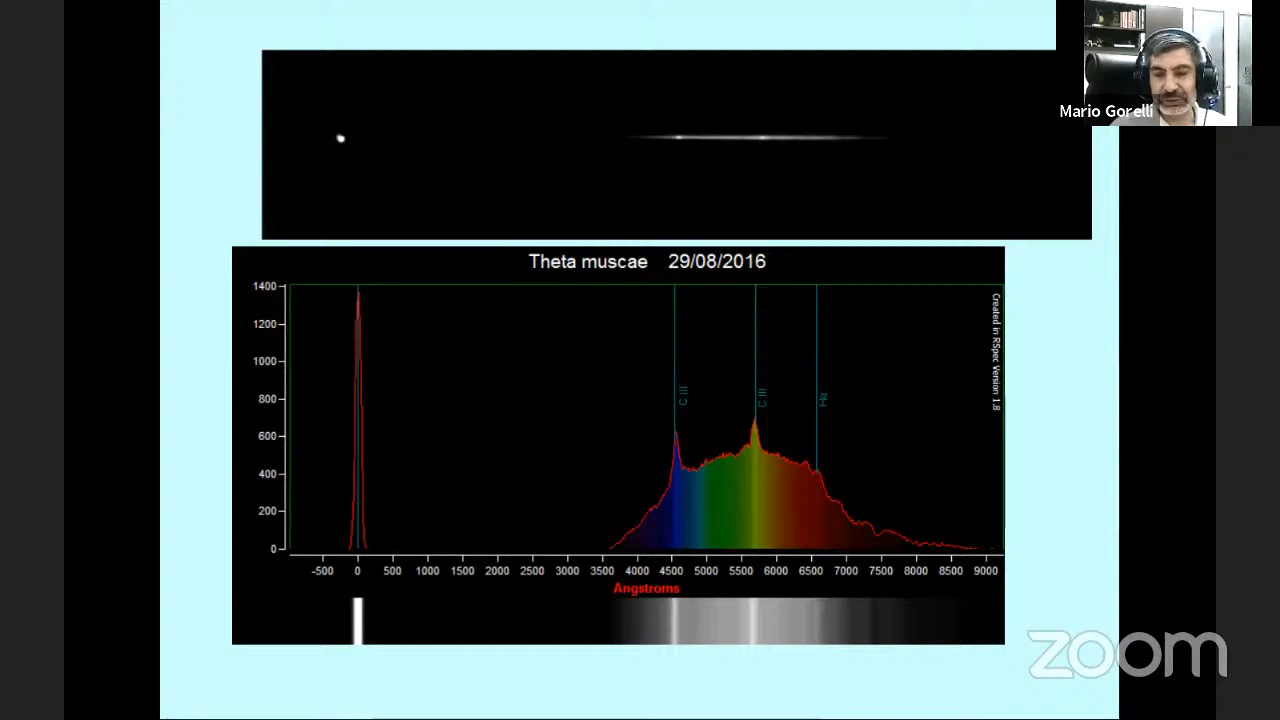 Mario Gorelli
Theta muscae 29/08/2016
1400
1200
1000
800
600
400
200
0
C III
C III
Hα
Created in RSpec Version 1.8
-500 0 500 1000 1500 2000 2500 3000 3500 4000 4500 5000 5500 6000 6500 7000 7500 8000 8500 9000
Angstroms
zoom